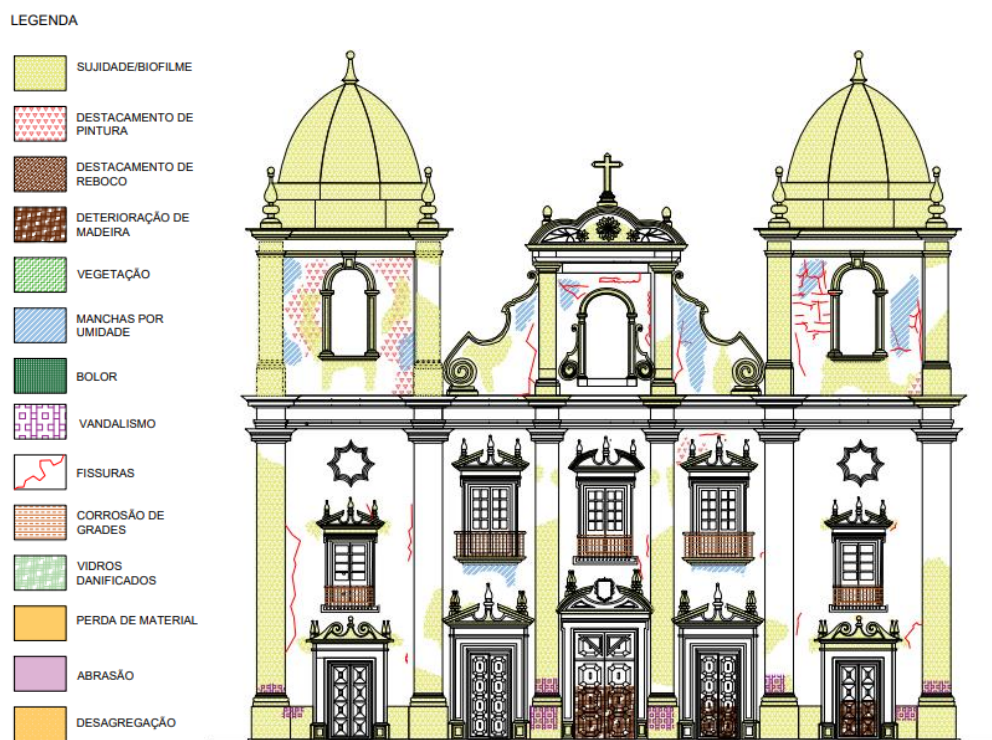 LEGENDA
SUJIDADE/BIOFILME
DESTACAMENTO DE
PINTURA
DESTACAMENTO DE
REBOCO
DETERIORAÇÃO DE
MADEIRA
VEGETAÇÃO
MANCHAS POR
UMIDADE
BOLOR
VANDALISMO
FISSURAS
CORROSÃO DE
GRADES
VIDROS
DANIFICADOS
PERDA DE MATERIAL
ABRASÃO
DESAGREGAÇÃO